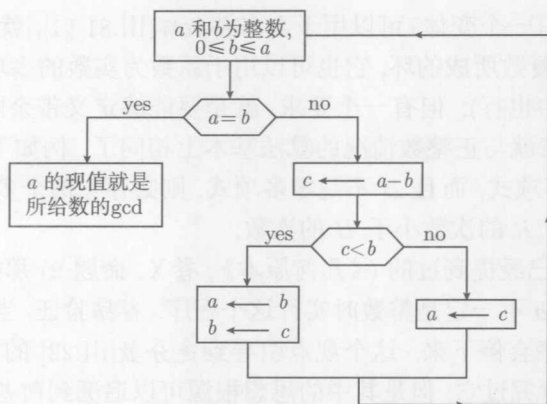 a 和 b 为整数,
0≤b≤a
yes
no
a=b
a 的现值就是
所给数的gcd
c ← a−b
yes
no
c<b
a ← b
b ← c
a ← c